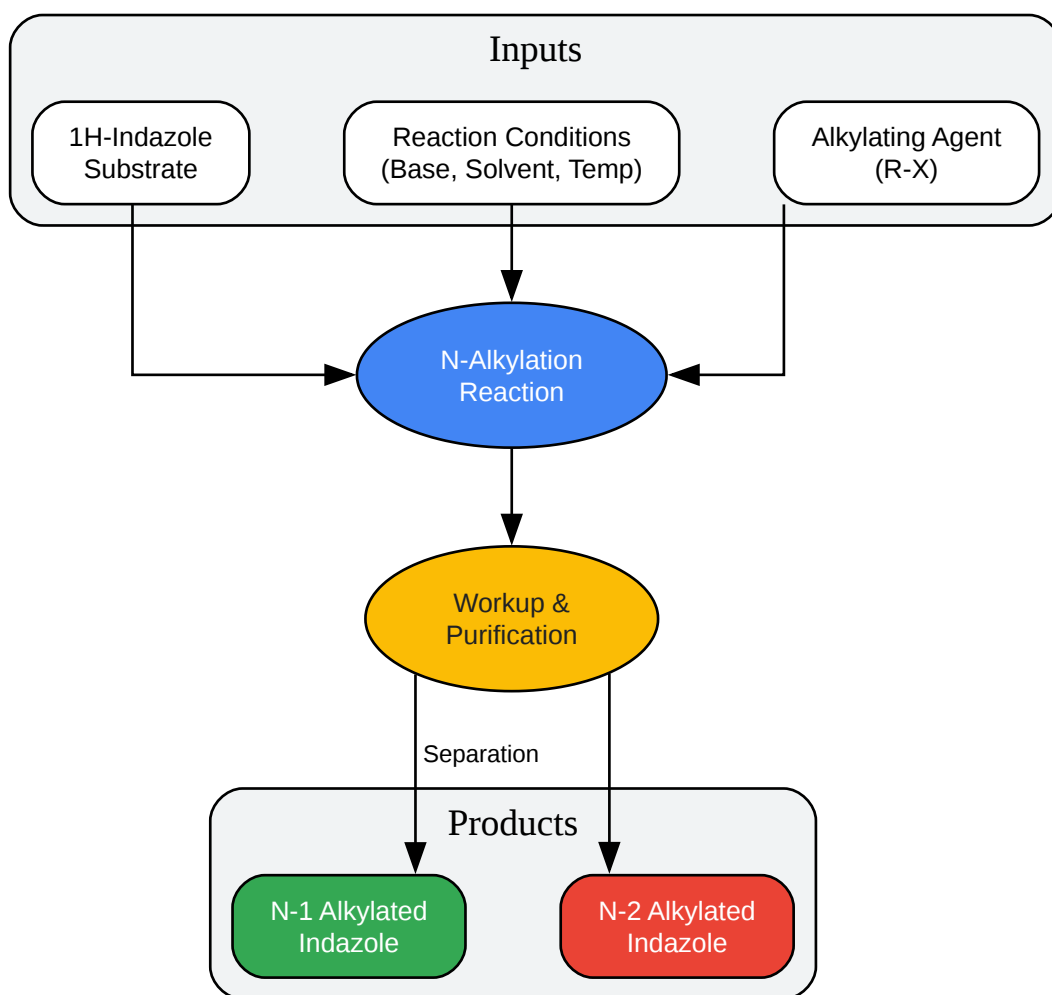 Inputs
1H-Indazole
Substrate
Reaction Conditions
(Base, Solvent, Temp)
Alkylating Agent
(R-X)
N-Alkylation
Reaction
Workup &
Purification
Separation
Products
N-1 Alkylated
Indazole
N-2 Alkylated
Indazole